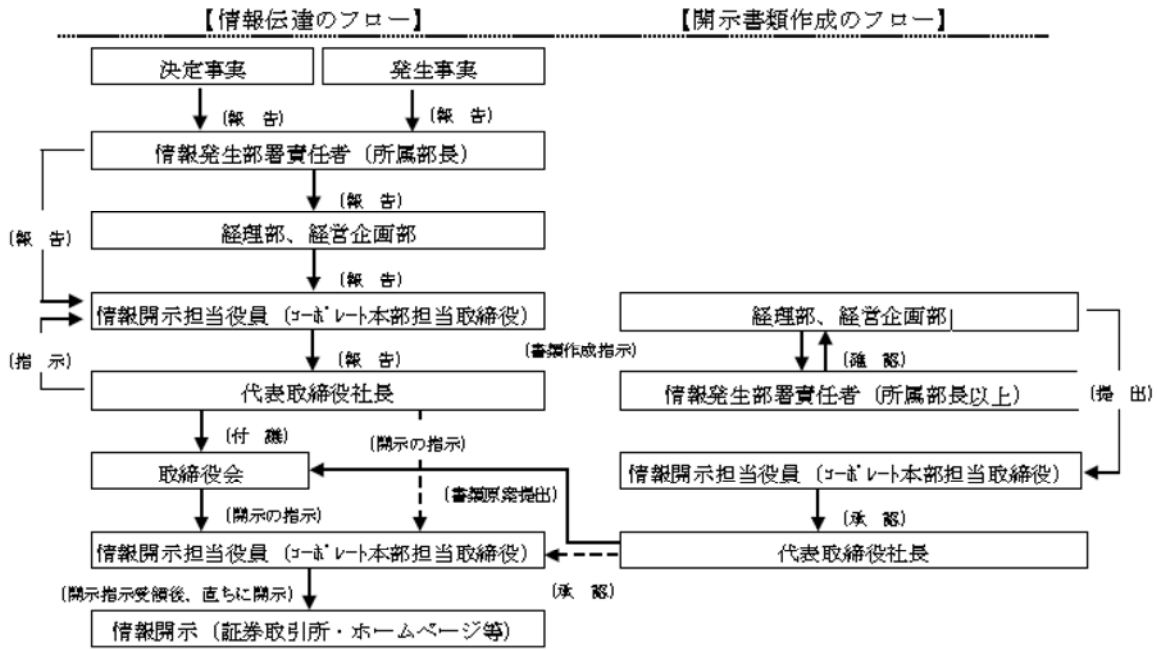 【情報伝達のフロー】
【開示書類作成のフロー】
決定事実
発生事実
(報 告)
(報 告)
情報発生部署責任者（所属部長）
(報 告)
(報 告)
経理部、経営企画部
(報 告)
情報開示担当役員（ｺｰﾎﾟﾚｰﾄ本部担当取締役）
(指 示)
(報 告)
代表取締役社長
(付 議)
(開示の指示)
取締役会
(開示の指示)
情報開示担当役員（ｺｰﾎﾟﾚｰﾄ本部担当取締役）
(開示指示受領後、直ちに開示)
情報開示（証券取引所・ホームページ等）
経理部、経営企画部
(書類作成指示)
(確 認)
情報発生部署責任者（所属部長以上）
(提 出)
情報開示担当役員（ｺｰﾎﾟﾚｰﾄ本部担当取締役）
(書類原案提出)
(承 認)
代表取締役社長
(承 認)